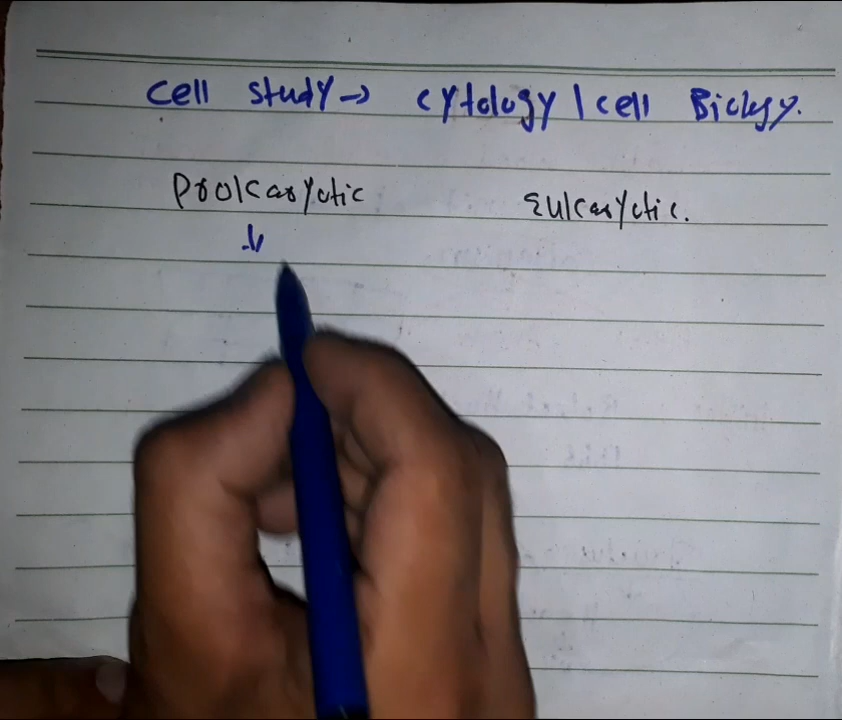 Cell study → cytology / cell Biology.
Prokaryotic Eukaryotic.
↓